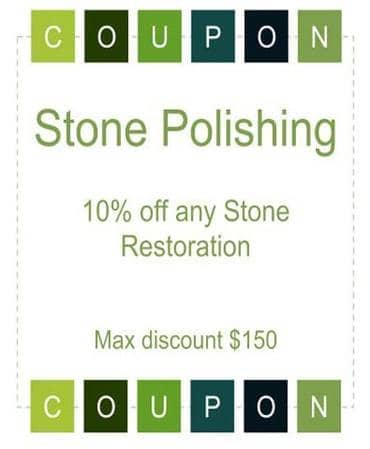 C O U P O N
Stone Polishing
10% off any Stone
Restoration
Max discount $150
C O U P O N